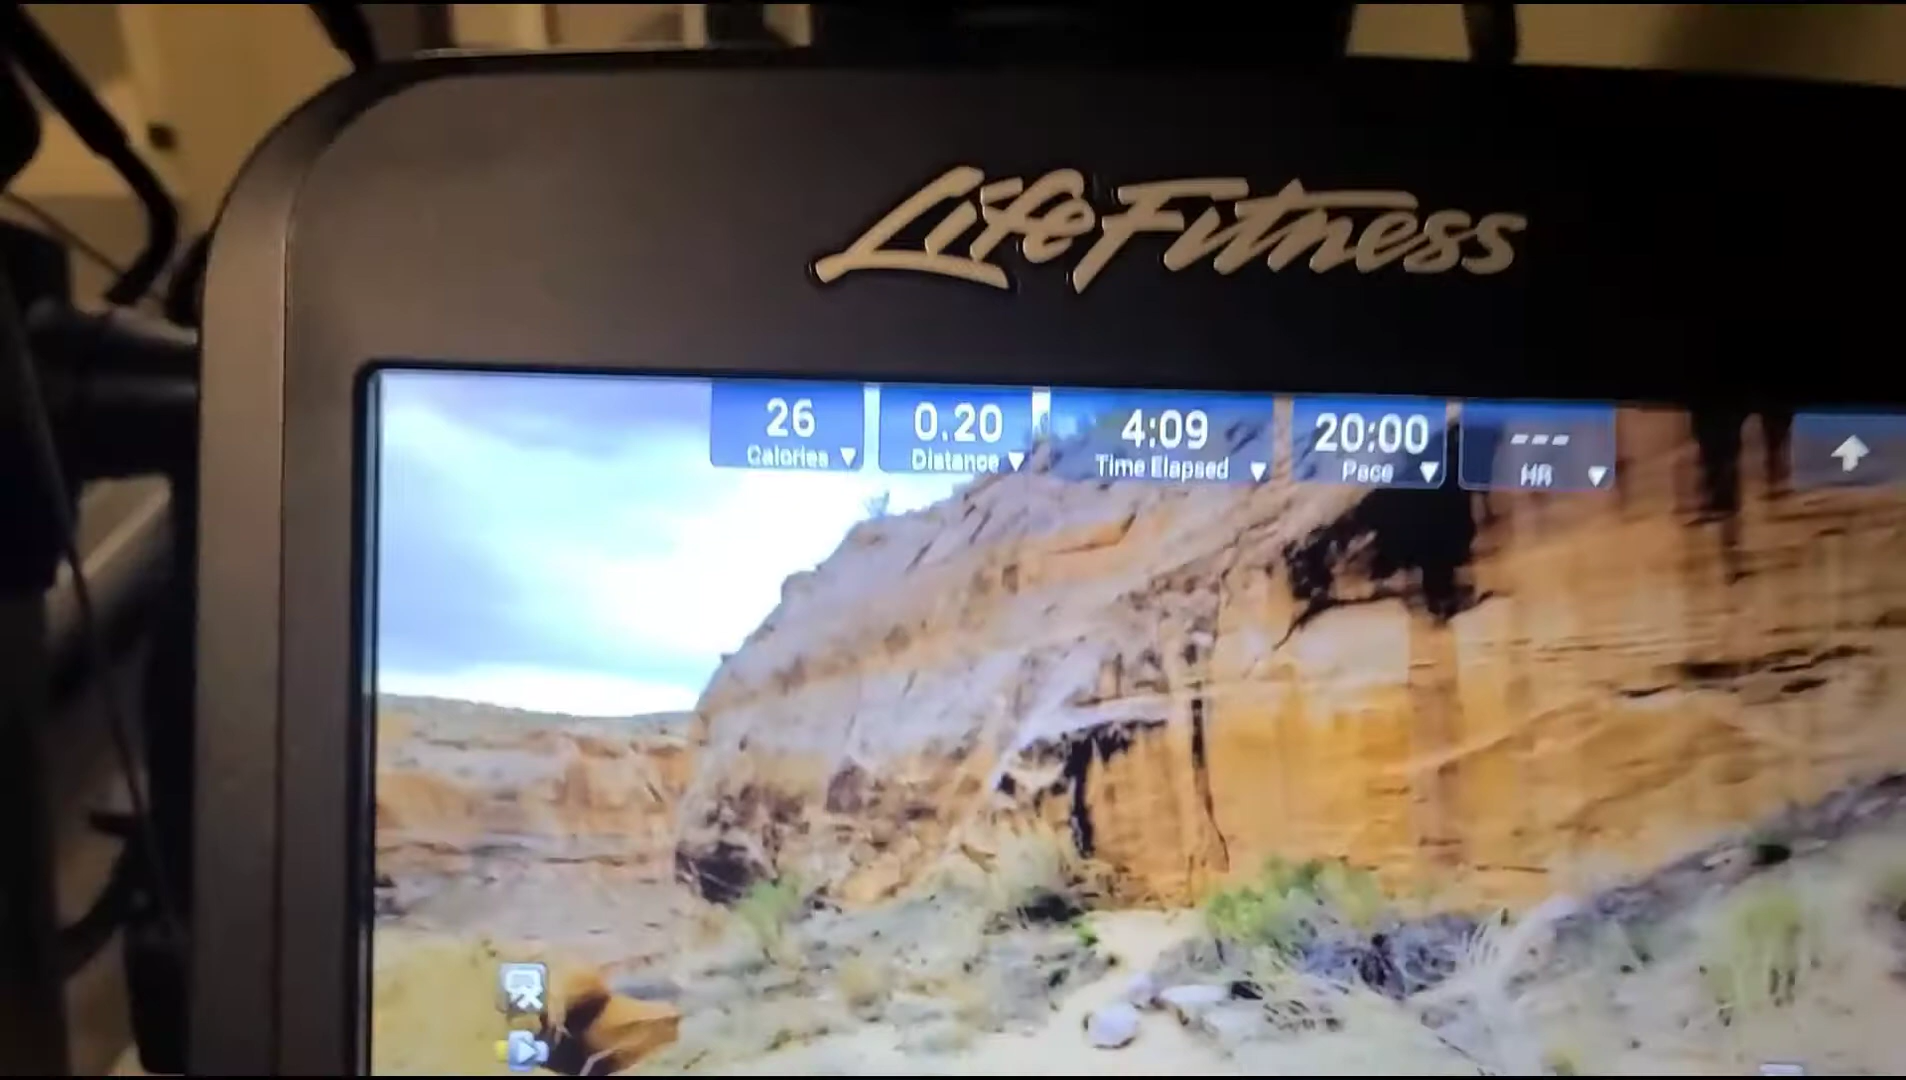 LifeFitness
26
Calories
0.20
Distance
4:09
Time Elapsed
20:00
Pace
---
HR